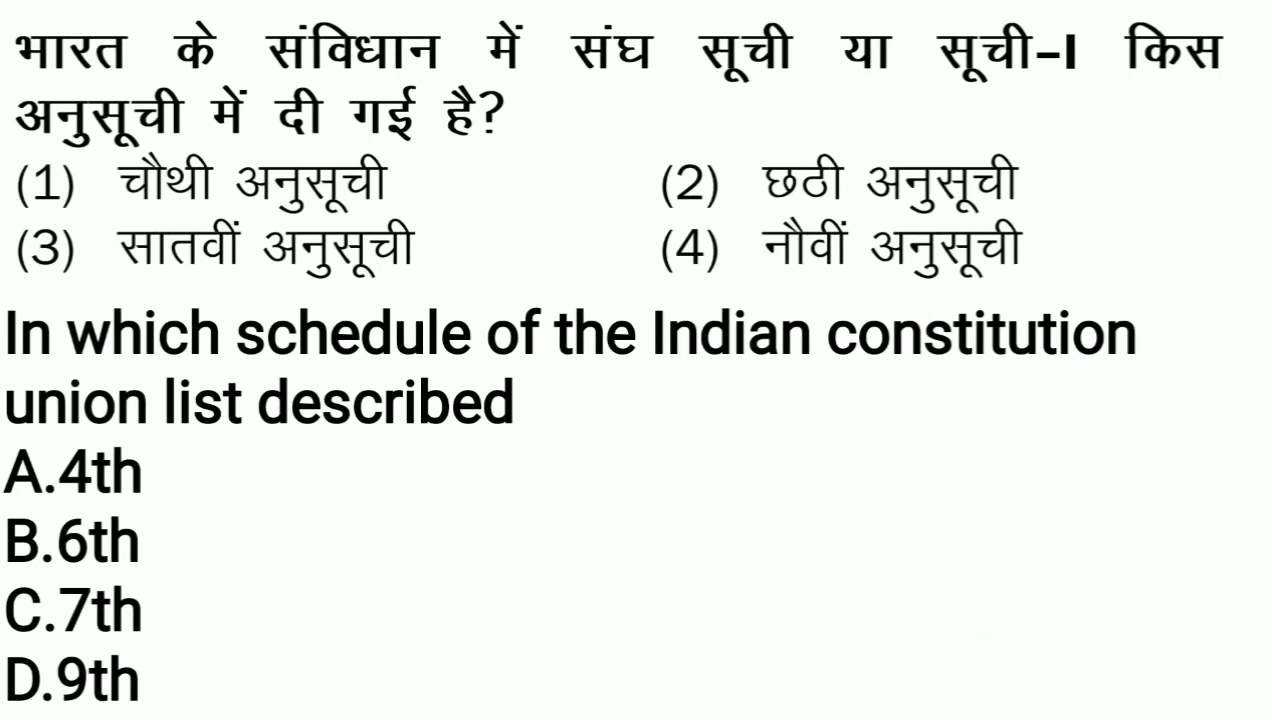 भारत के संविधान में संघ सूची या सूची–I किस
अनुसूची में दी गई है?
(1) चौथी अनुसूची (2) छठी अनुसूची
(3) सातवीं अनुसूची (4) नौवीं अनुसूची
In which schedule of the Indian constitution
union list described
A.4th
B.6th
C.7th
D.9th